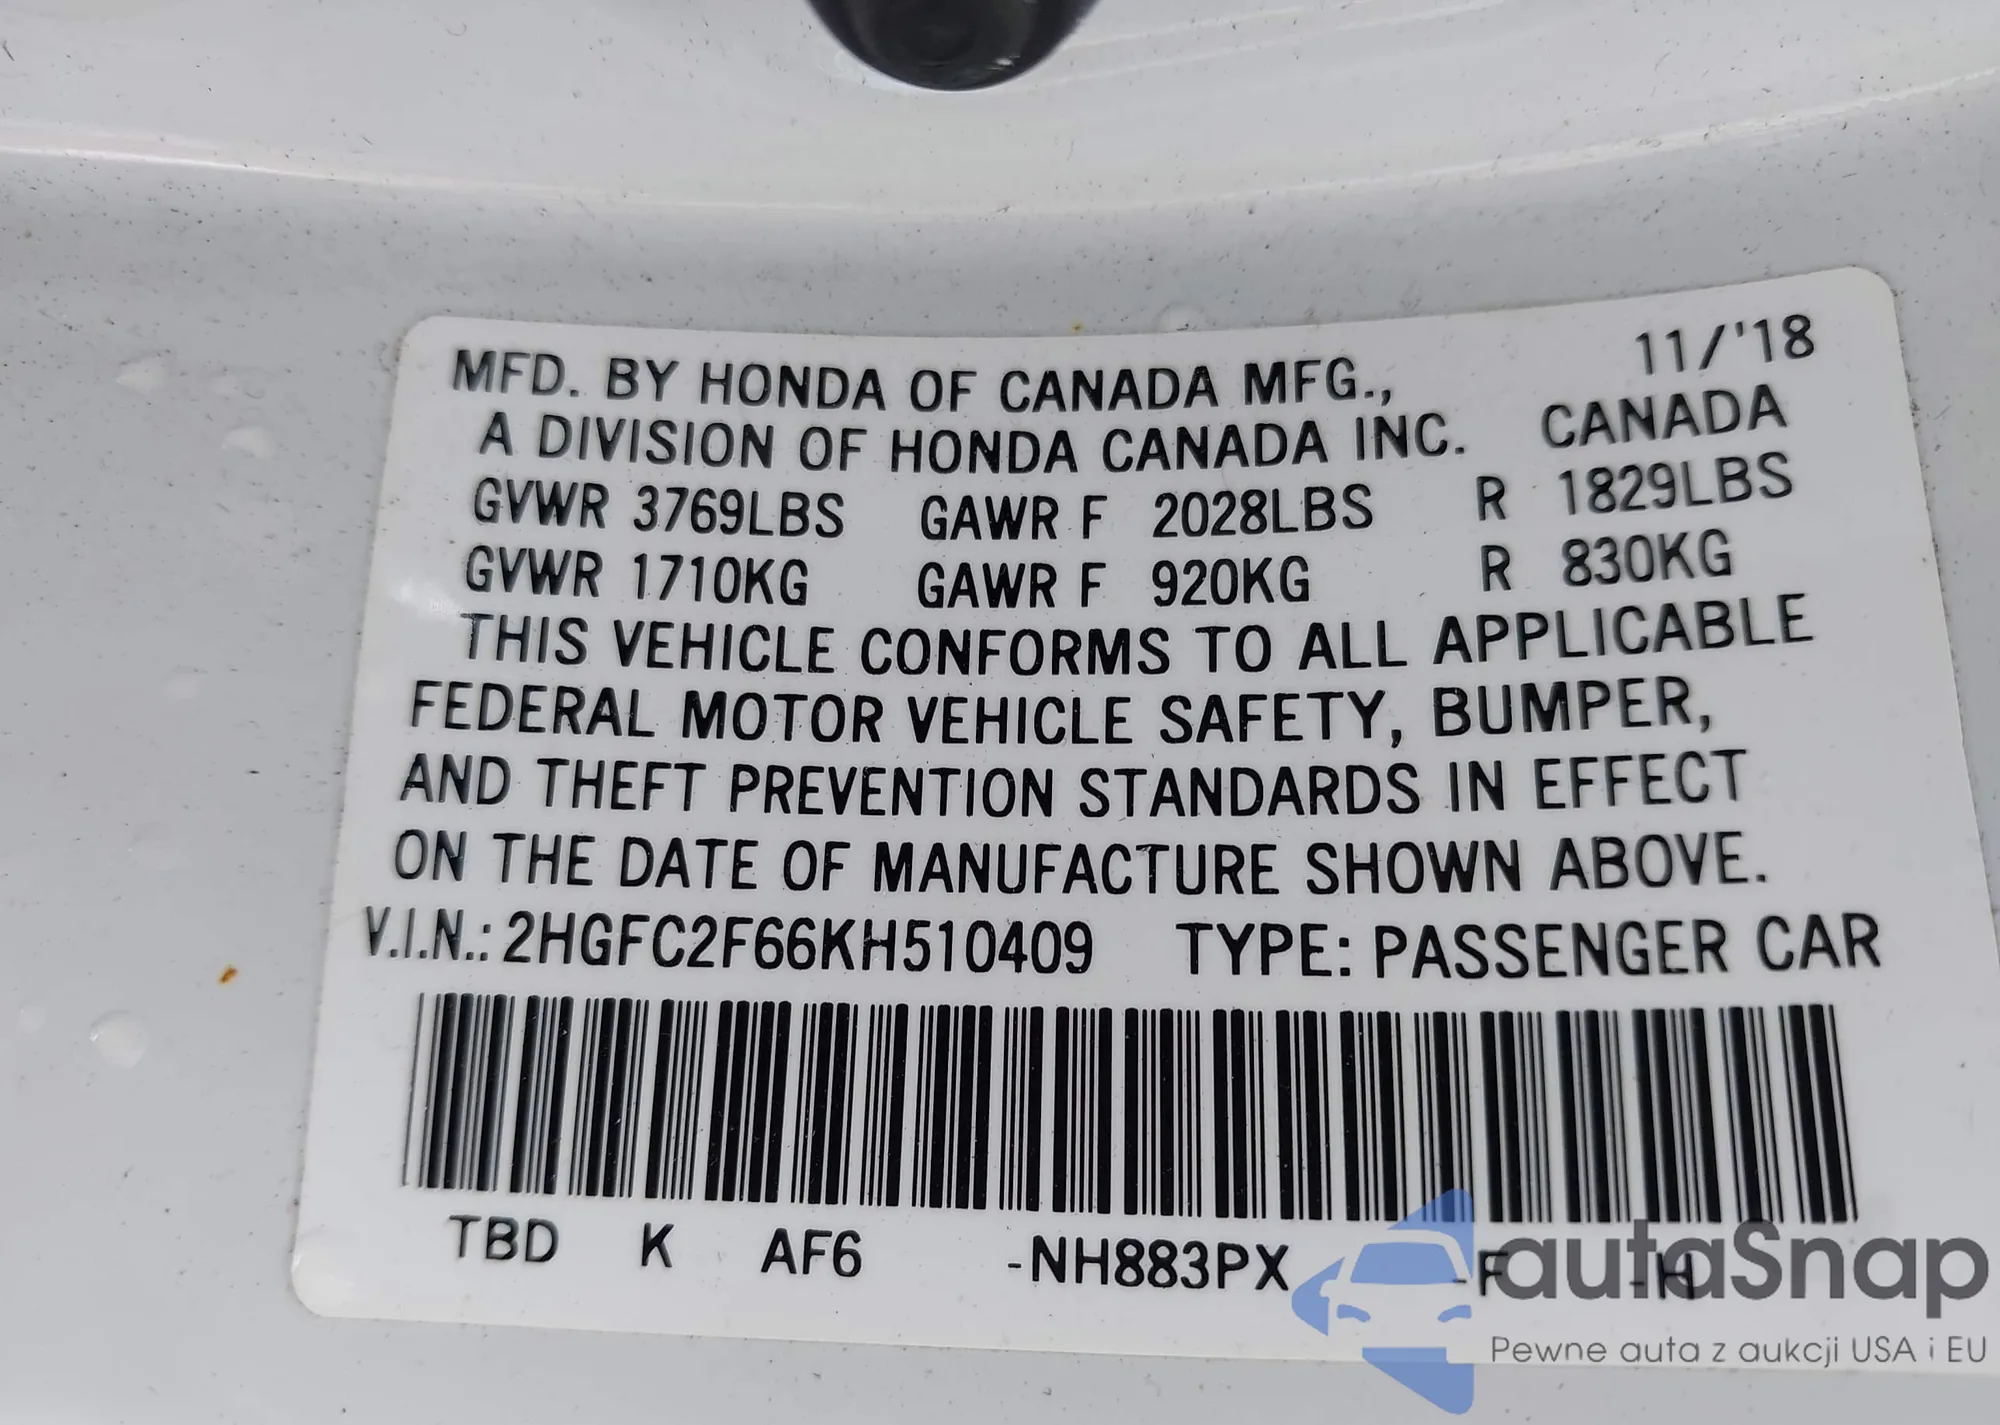 11/'18
MFD. BY HONDA OF CANADA MFG.,
A DIVISION OF HONDA CANADA INC. CANADA
GVWR 3769LBS GAWR F 2028LBS R 1829LBS
GVWR 1710KG GAWR F 920KG R 830KG
THIS VEHICLE CONFORMS TO ALL APPLICABLE
FEDERAL MOTOR VEHICLE SAFETY, BUMPER,
AND THEFT PREVENTION STANDARDS IN EFFECT
ON THE DATE OF MANUFACTURE SHOWN ABOVE.
V.I.N.: 2HGFC2F66KH510409 TYPE: PASSENGER CAR
TBD K AF6 -NH883PX -F -H
autaSnap
Pewne auta z aukcji USA i EU